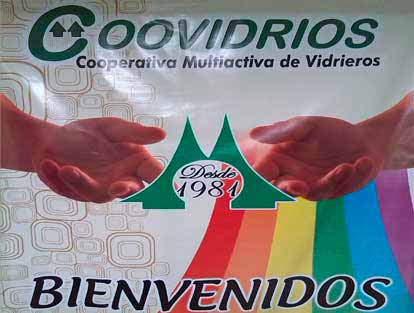 COOVIDRIOS
Cooperativa Multiactiva de Vidrieros
Desde
1981
BIENVENIDOS